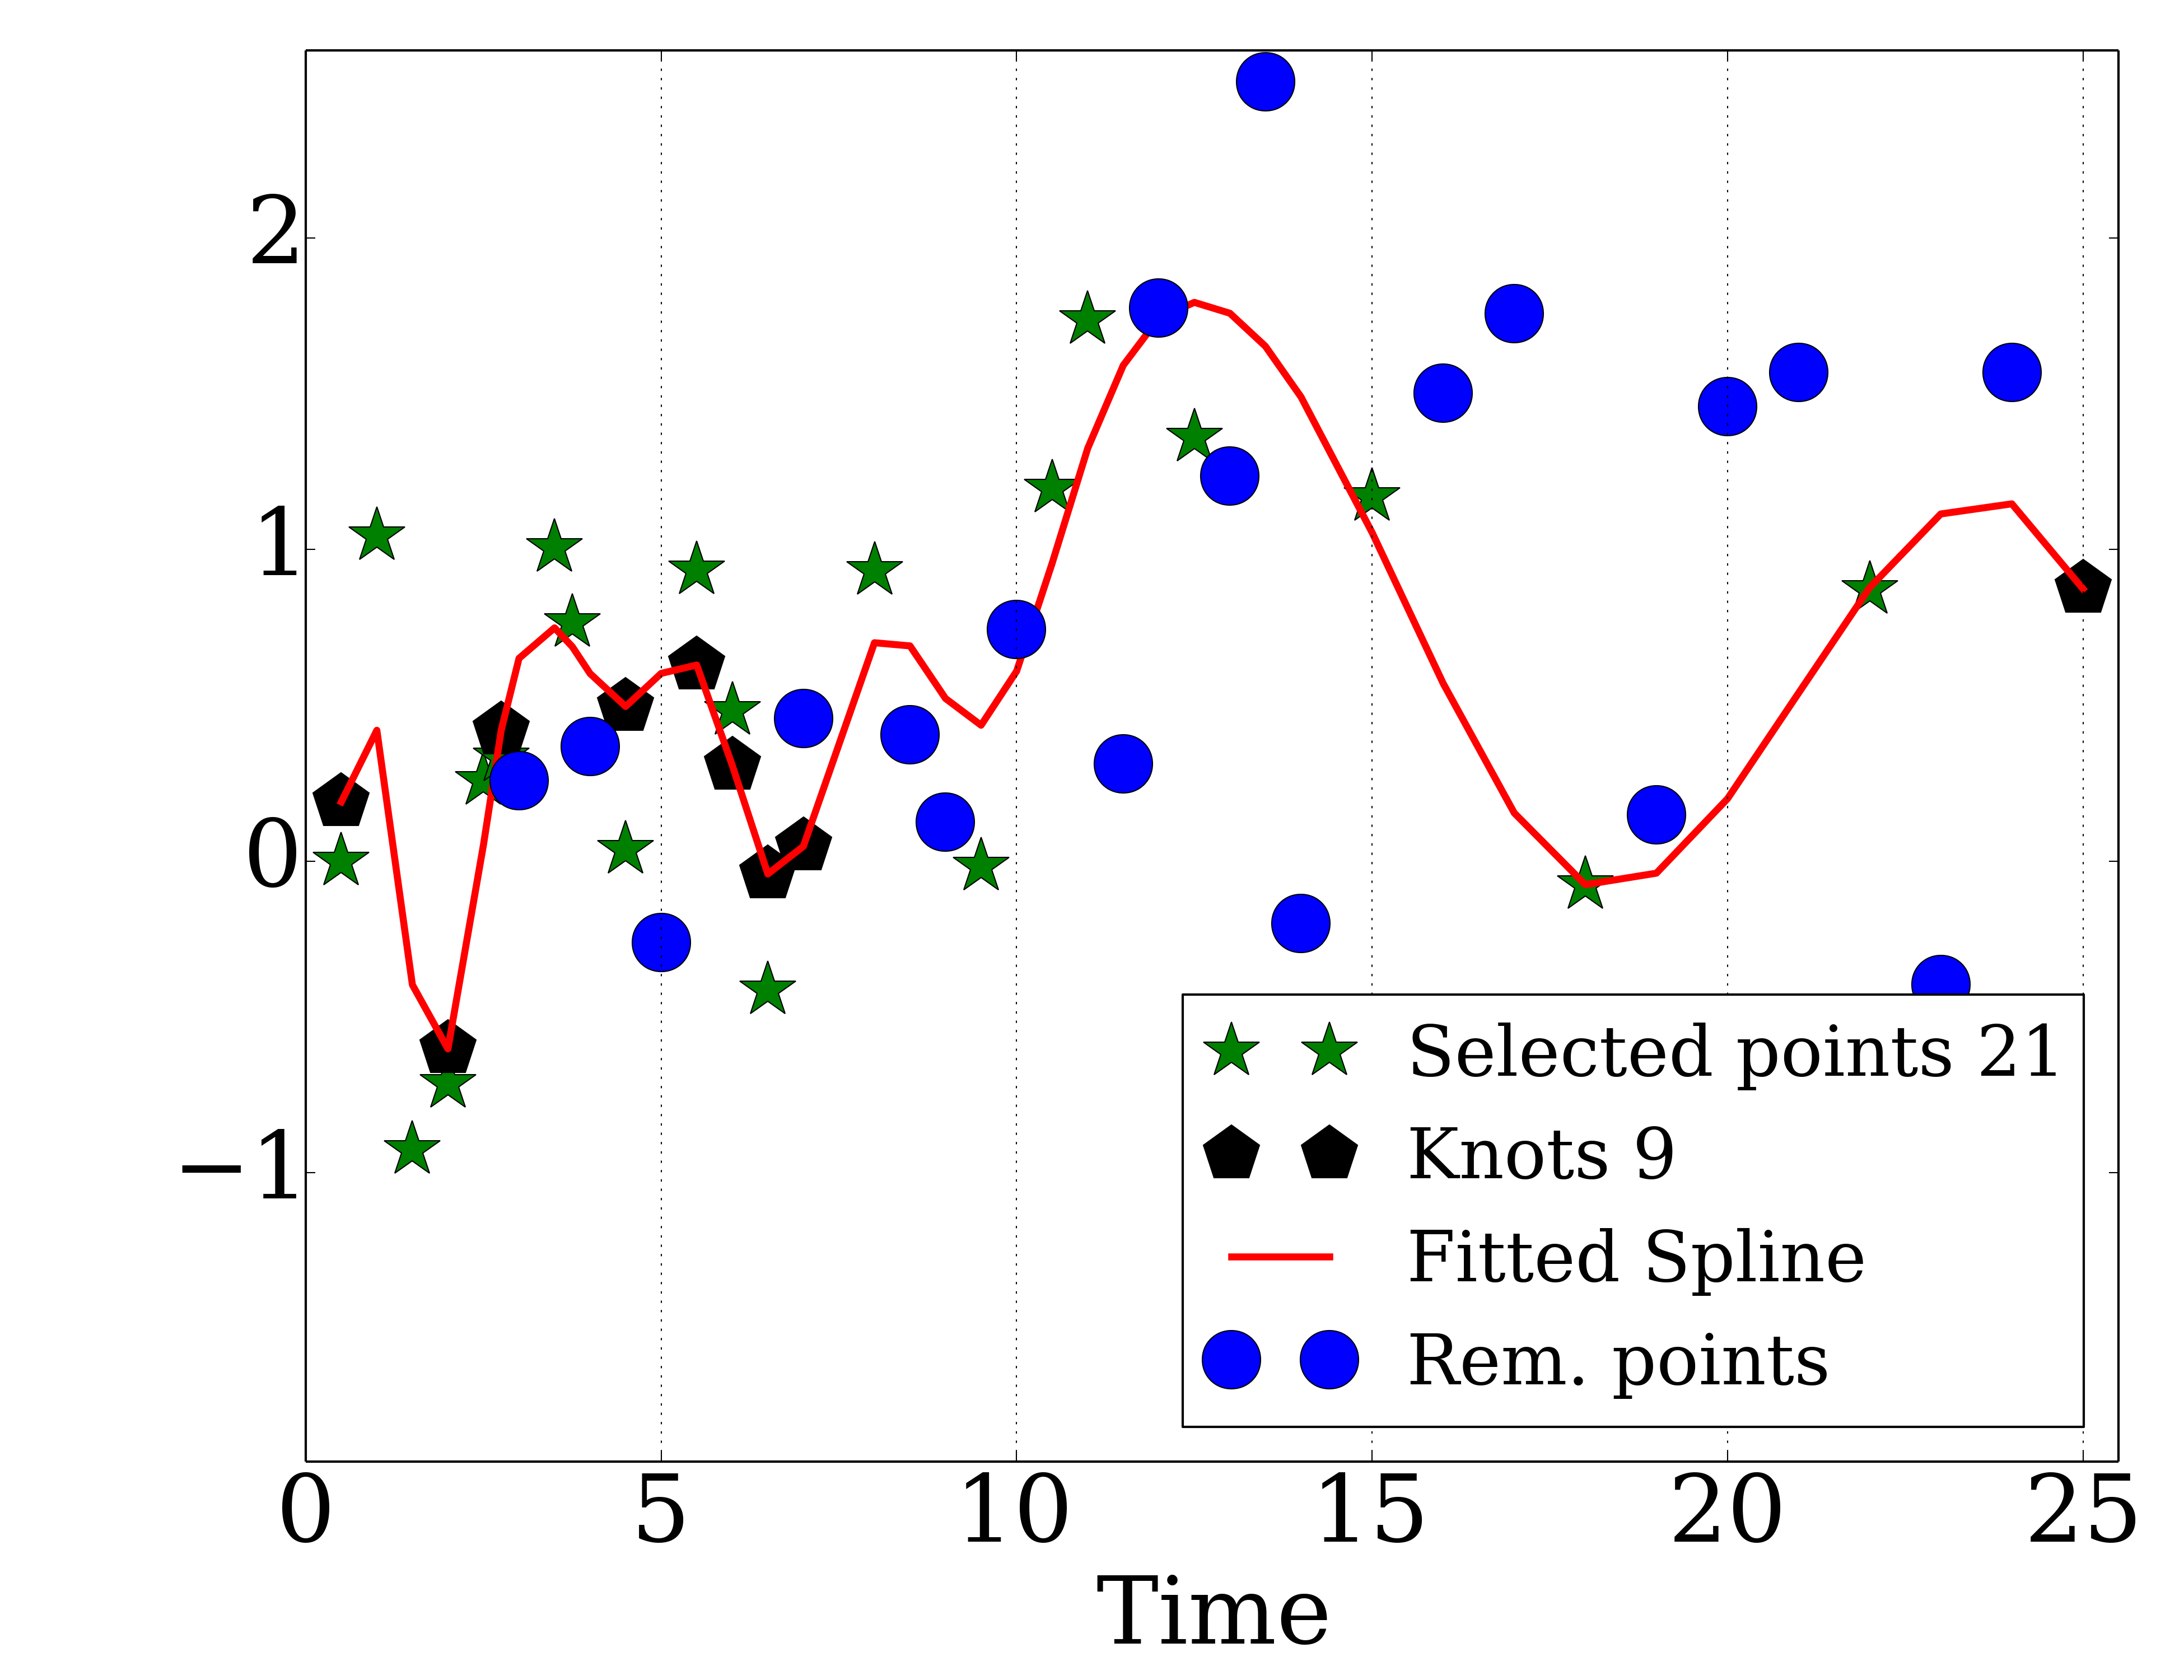 2
1
0
−1
0 5 10 15 20 25
Time
Selected points 21
Knots 9
Fitted Spline
Rem. points